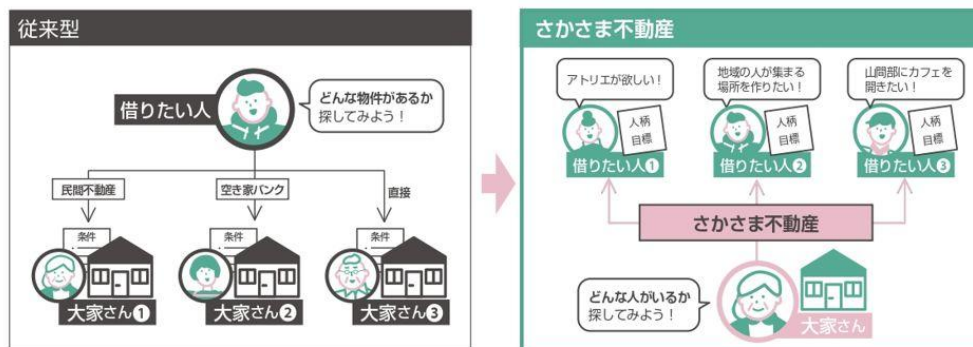 従来型
借りたい人
どんな物件があるか
探してみよう！
民間不動産
空き家バンク
直接
条件
条件
条件
大家さん❶
大家さん❷
大家さん❸
さかさま不動産
アトリエが欲しい！
地域の人が集まる
場所を作りたい！
山間部にカフェを
開きたい！
人柄
目標
人柄
目標
人柄
目標
借りたい人❶
借りたい人❷
借りたい人❸
さかさま不動産
どんな人がいるか
探してみよう！
大家さん